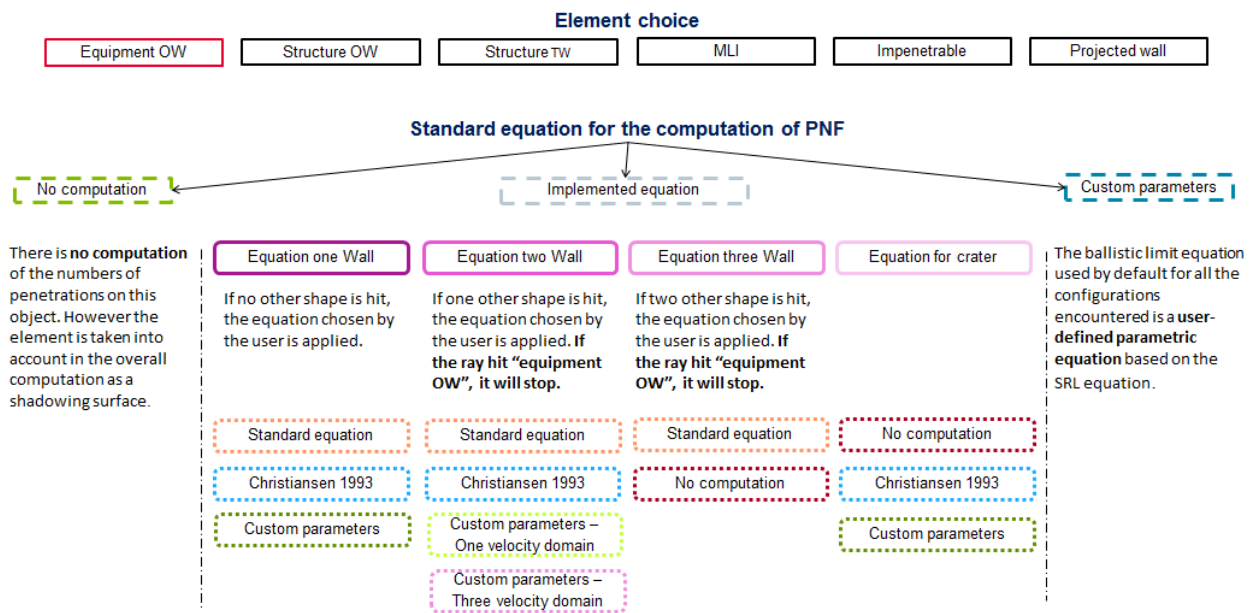 Element choice
Equipment OW
Structure OW
Structure TW
MLI
Impenetrable
Projected wall
Standard equation for the computation of PNF
No computation
Implemented equation
Custom parameters
There is no computation
of the numbers of
penetrations on this
object. However the
element is taken into
account in the overall
computation as a
shadowing surface.
Equation one Wall
If no other shape is hit,
the equation chosen by
the user is applied.
Standard equation
Christiansen 1993
Custom parameters
Equation two Wall
If one other shape is hit,
the equation chosen by
the user is applied. If
the ray hit “equipment
OW”, it will stop.
Standard equation
Christiansen 1993
Custom parameters –
One velocity domain
Custom parameters –
Three velocity domain
Equation three Wall
If two other shape is hit,
the equation chosen by
the user is applied. If
the ray hit “equipment
OW”, it will stop.
Standard equation
No computation
Equation for crater
No computation
Christiansen 1993
Custom parameters
The ballistic limit equation
used by default for all the
configurations
encountered is a user-
defined parametric
equation based on the
SRL equation.